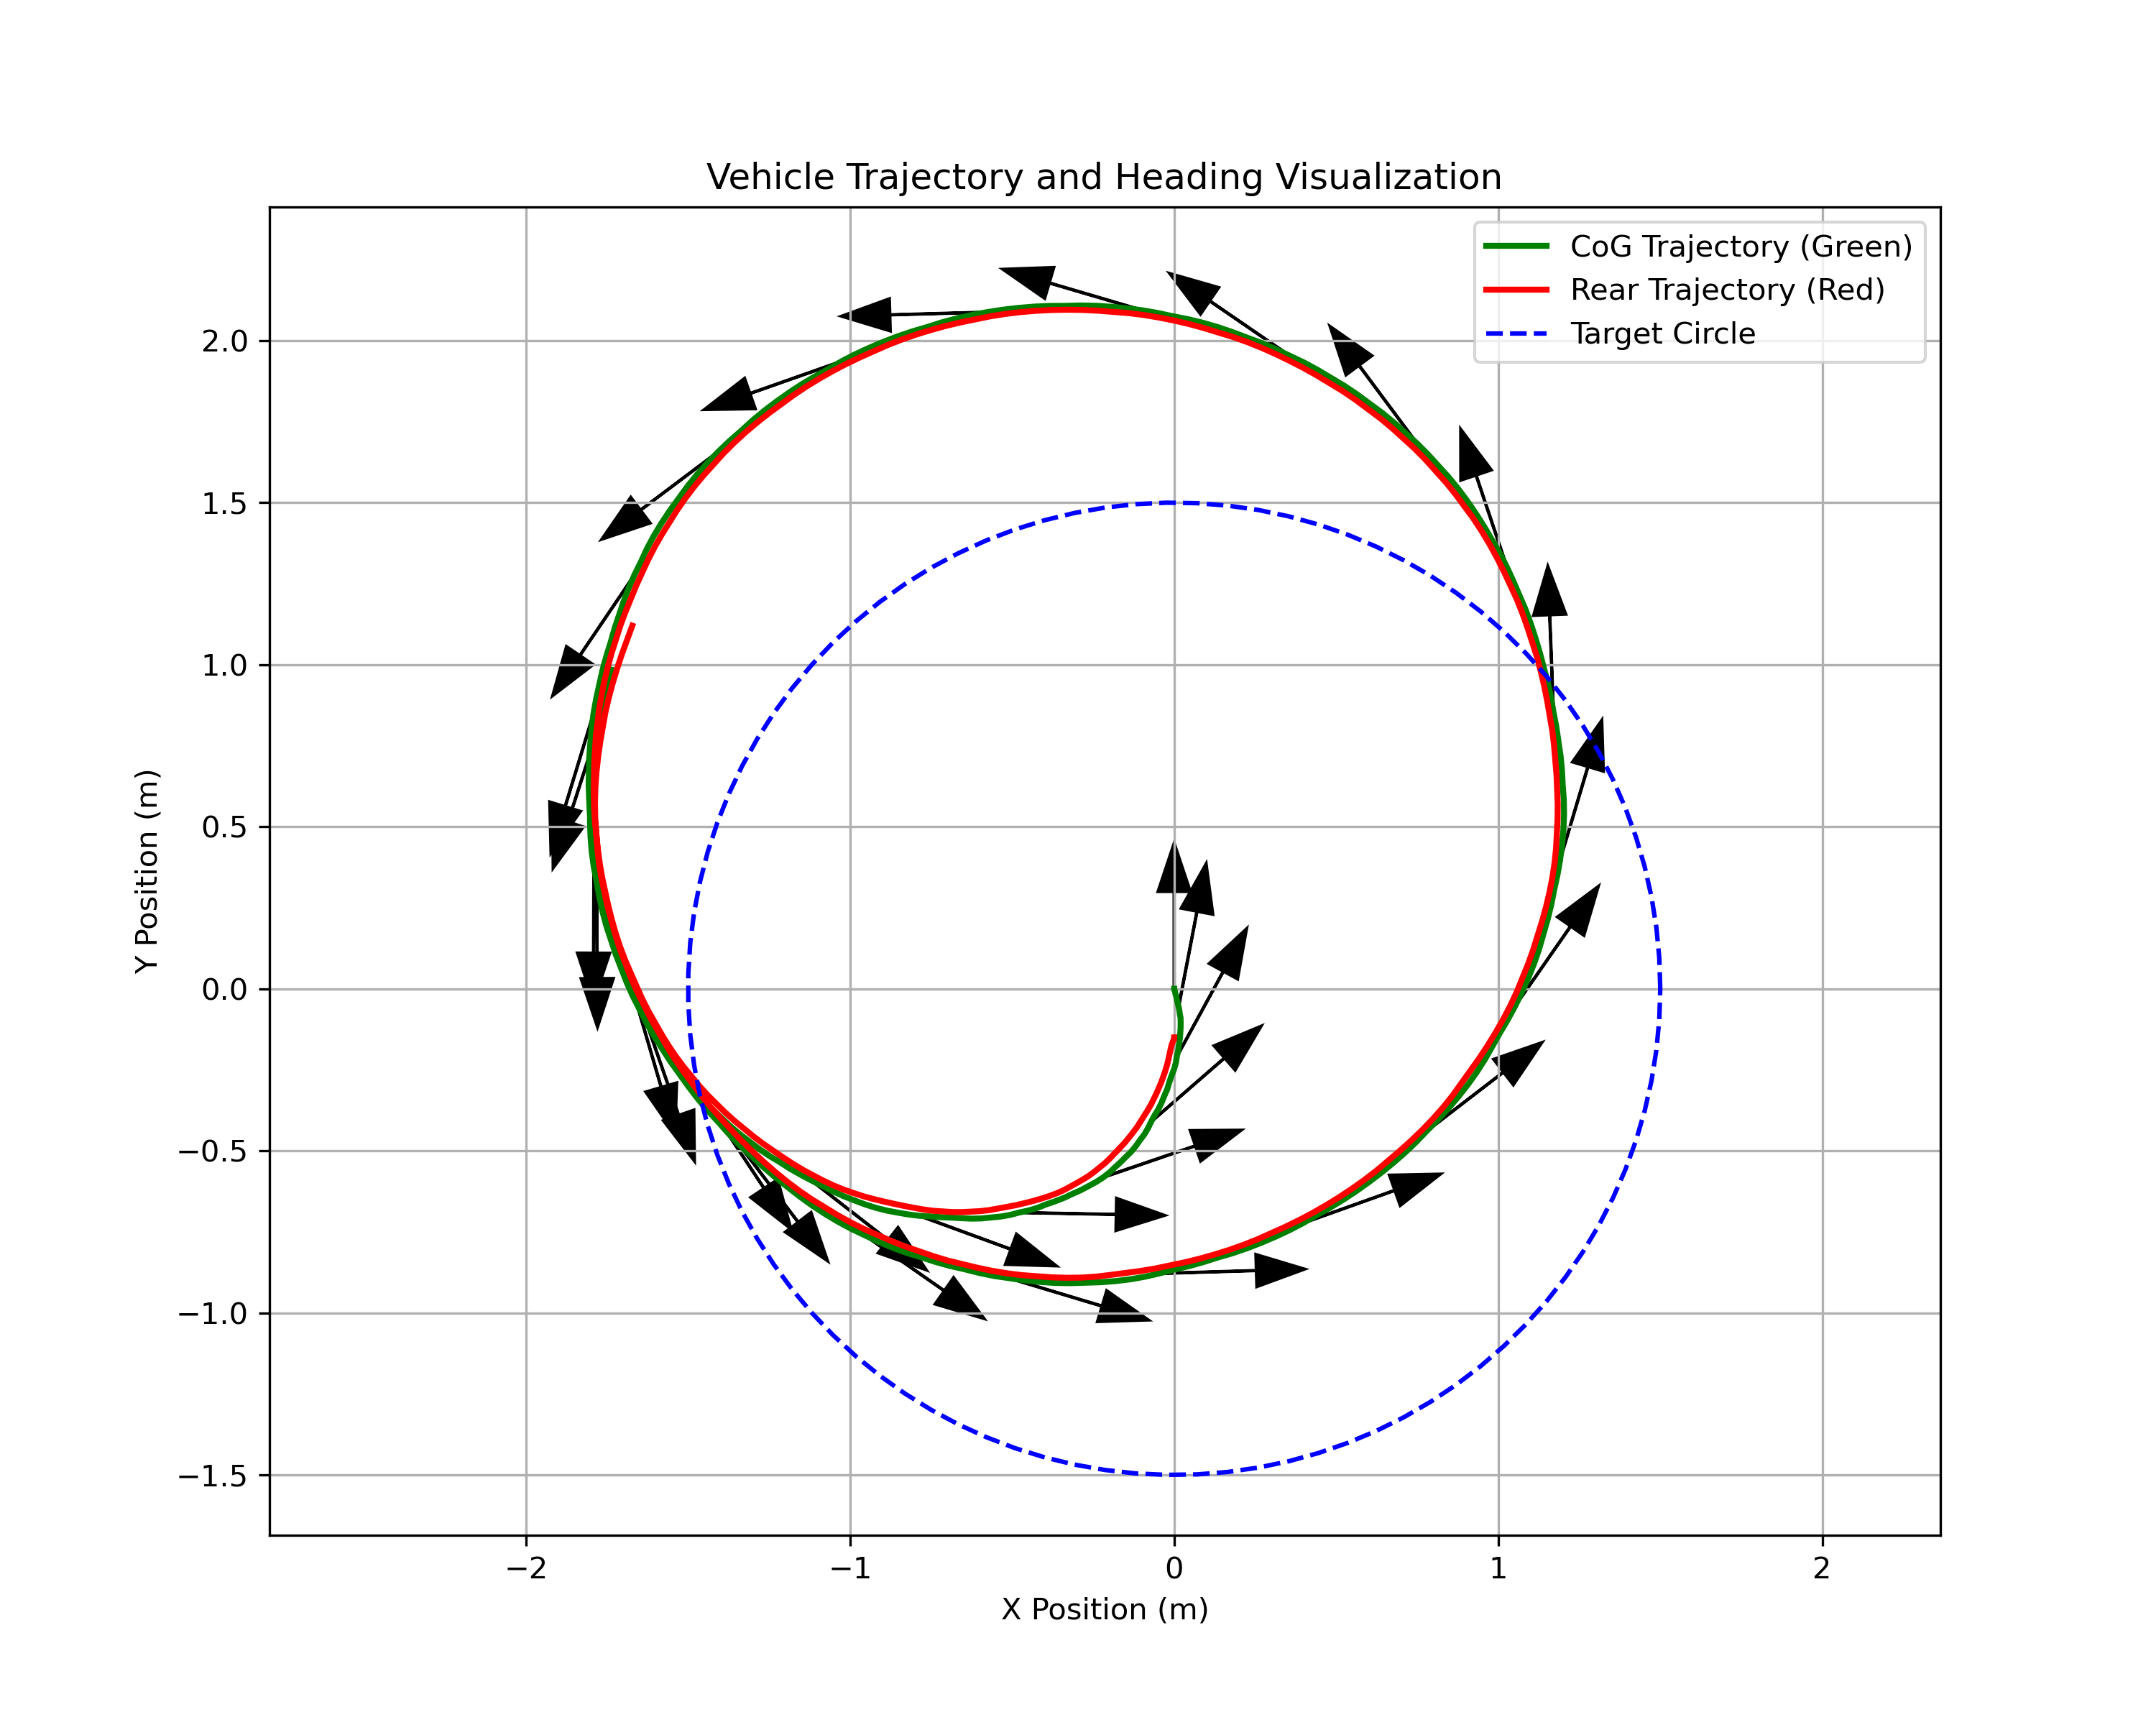 Vehicle Trajectory and Heading Visualization
CoG Trajectory (Green)
Rear Trajectory (Red)
Target Circle
2.0
1.5
1.0
0.5
0.0
−0.5
−1.0
−1.5
Y Position (m)
−2
−1
0
1
2
X Position (m)